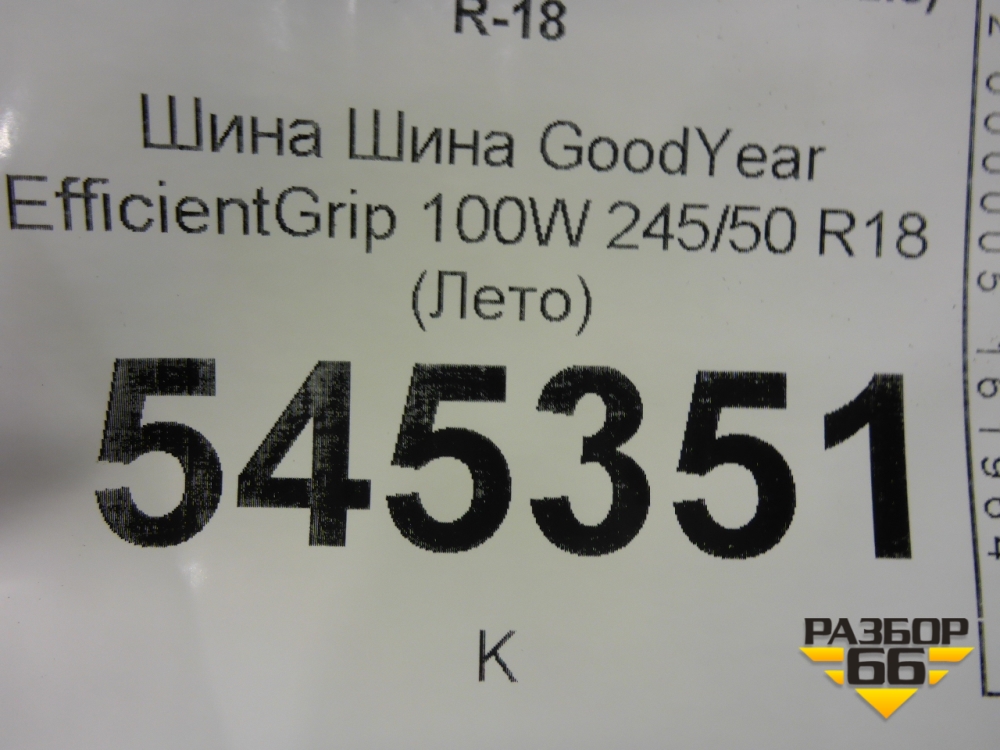 R-18
Шина Шина GoodYear
EfficientGrip 100W 245/50 R18
(Лето)
545351
К
РАЗБОР
66